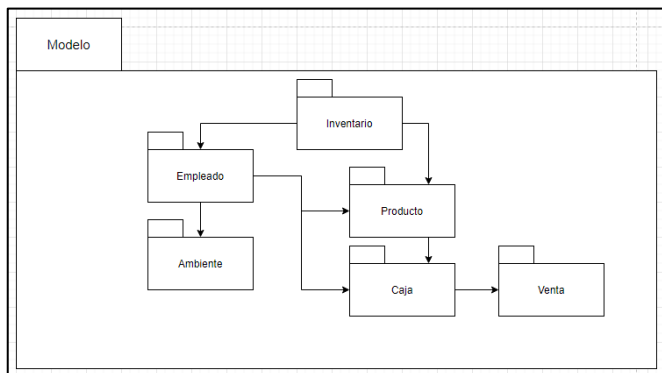 Modelo
Inventario
Empleado
Producto
Ambiente
Caja
Venta